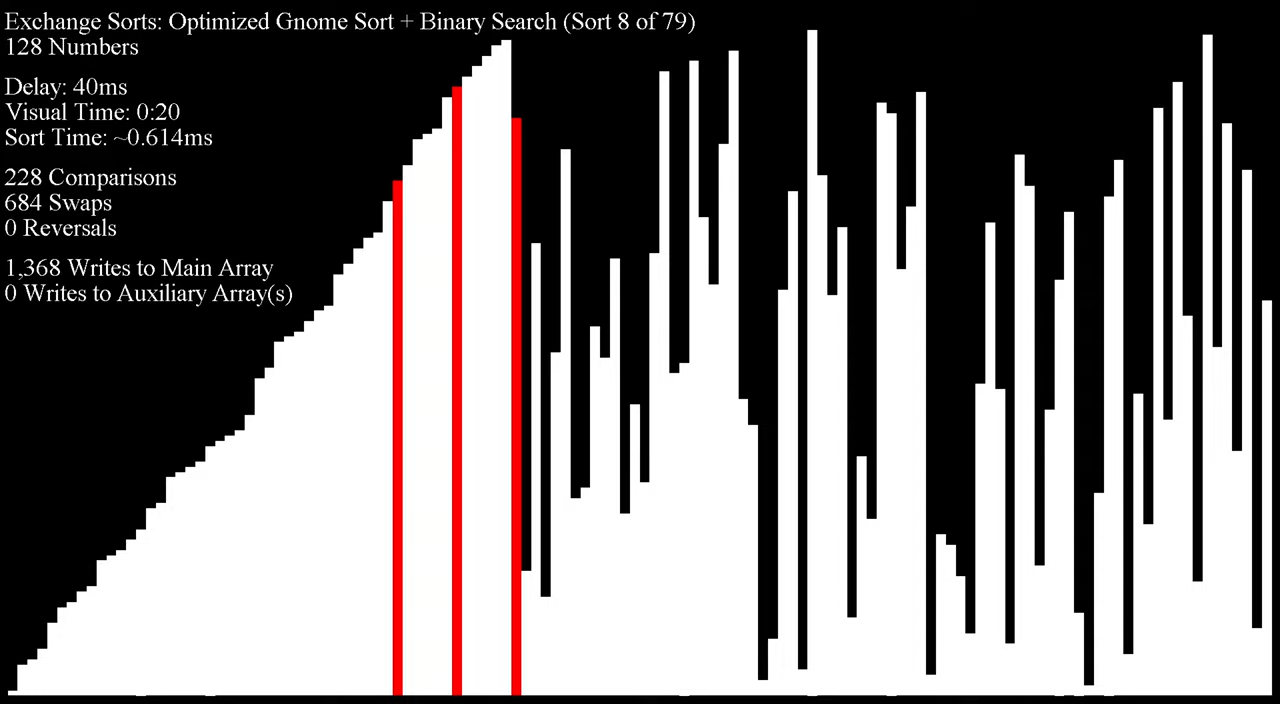 Exchange Sorts: Optimized Gnome Sort + Binary Search (Sort 8 of 79)
128 Numbers
Delay: 40ms
Visual Time: 0:20
Sort Time: ~0.614ms
228 Comparisons
684 Swaps
0 Reversals
1,368 Writes to Main Array
0 Writes to Auxiliary Array(s)